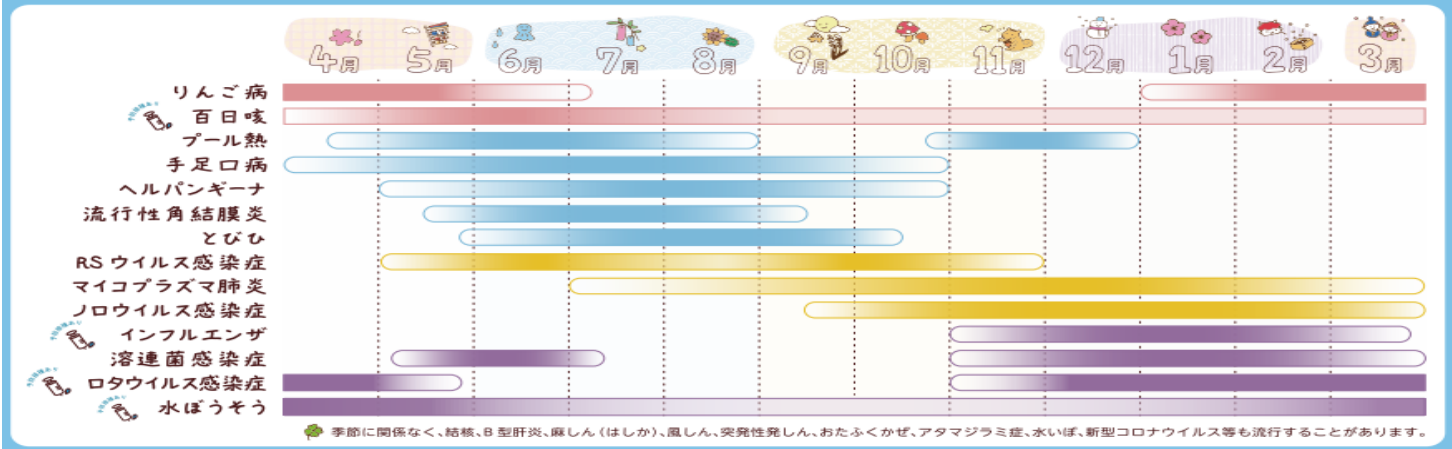 4月 5月 6月 7月 8月 9月 10月 11月 12月 1月 2月 3月
りんご病
百日咳
プール熱
手足口病
ヘルパンギーナ
流行性角結膜炎
とびひ
RSウイルス感染症
マイコプラズマ肺炎
ノロウイルス感染症
インフルエンザ
溶連菌感染症
ロタウイルス感染症
水ぼうそう
季節に関係なく、結核、B型肝炎、麻しん(はしか)、風しん、突発性発しん、おたふくかぜ、アタマジラミ症、水いぼ、新型コロナウイルス等も流行することがあります。